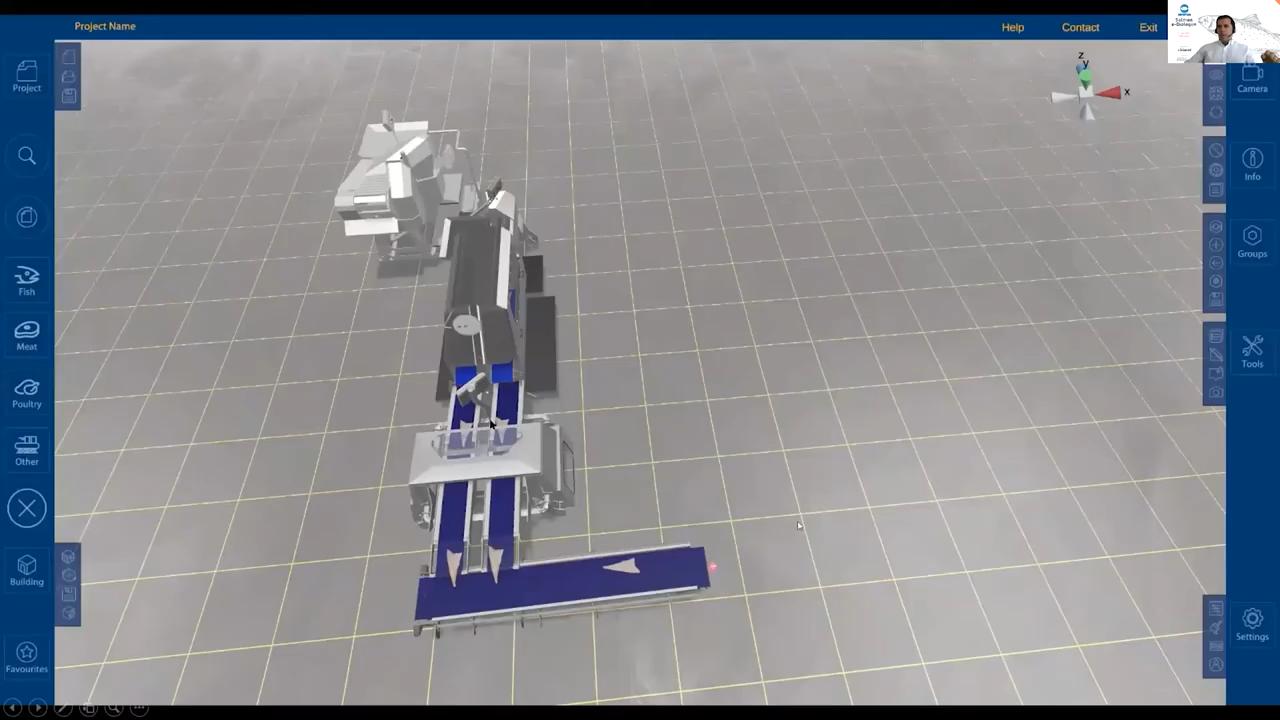 Project Name
Help
Contact
Exit
Project
Camera
z
y
x
Info
Groups
Fish
Meat
Tools
Poultry
Other
Building
Settings
Favourites